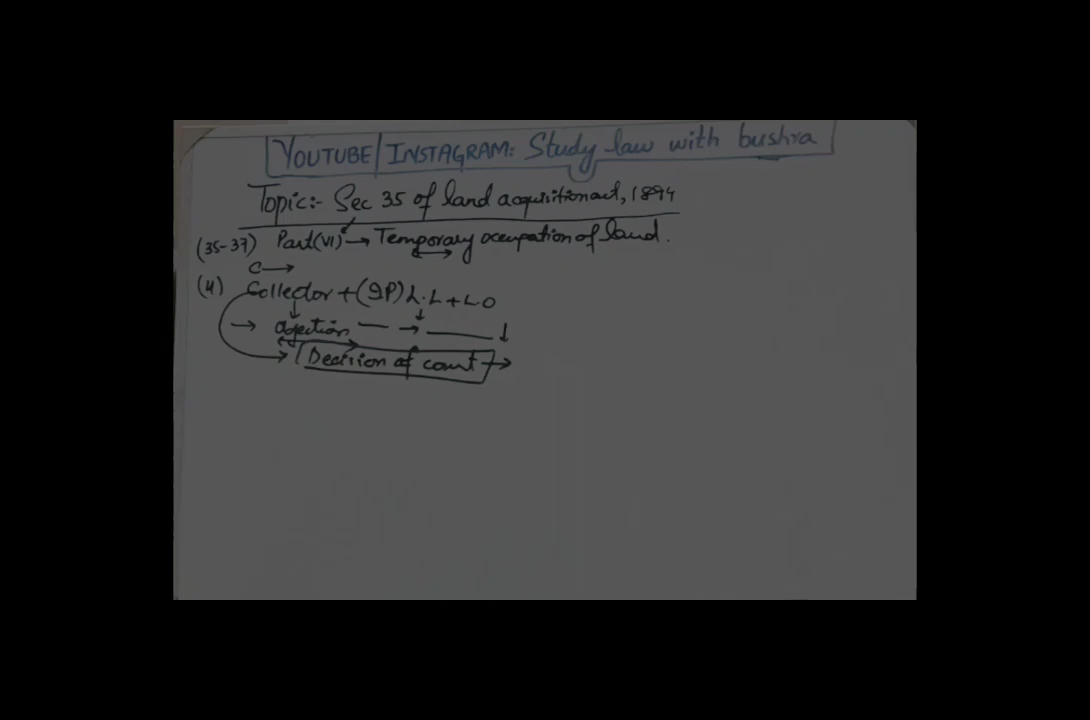 YOUTUBE/INSTAGRAM: Study law with bushra
Topic:- Sec 35 of land acquisition act, 1894
(35-37) Part(VI) → Temporary occupation of land.
C →
(4) Collector + (IP) L.L + L.O
→ objection — →
Decision of court →